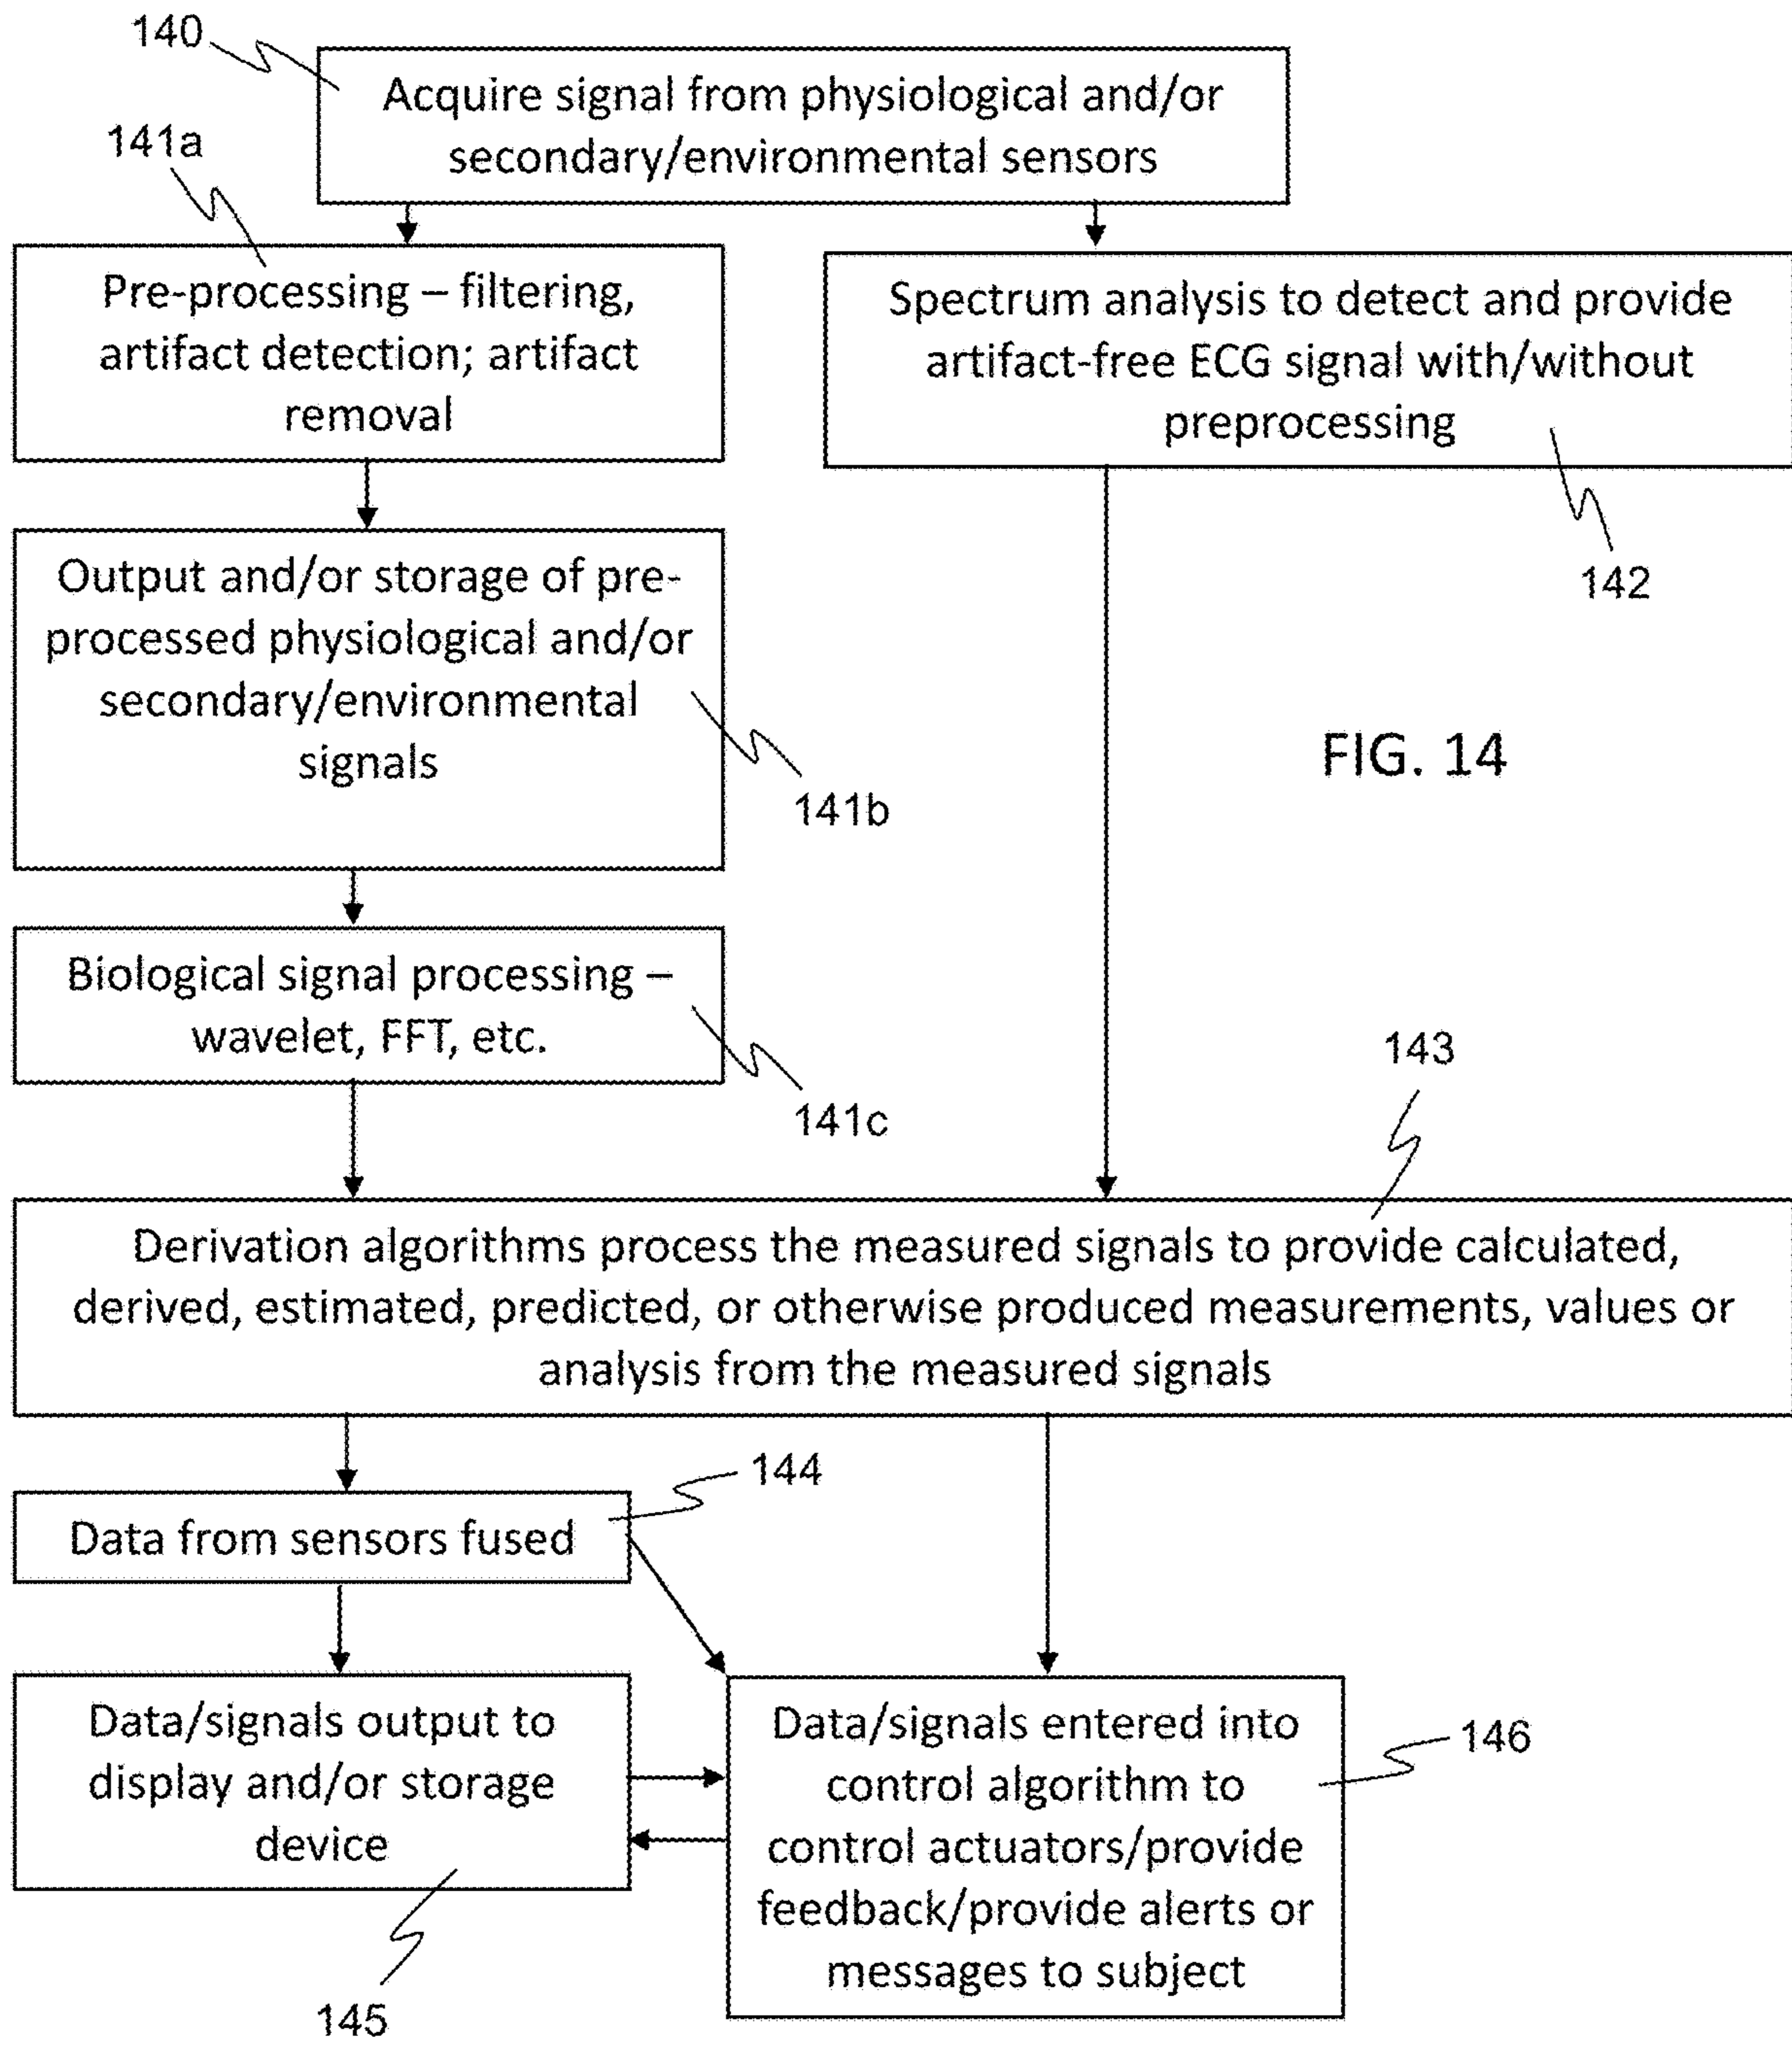 140
Acquire signal from physiological and/or
secondary/environmental sensors
141a
Pre-processing – filtering,
artifact detection; artifact
removal
Spectrum analysis to detect and provide
artifact-free ECG signal with/without
preprocessing
142
Output and/or storage of pre-
processed physiological and/or
secondary/environmental
signals
141b
FIG. 14
Biological signal processing –
wavelet, FFT, etc.
141c
143
Derivation algorithms process the measured signals to provide calculated,
derived, estimated, predicted, or otherwise produced measurements, values or
analysis from the measured signals
144
Data from sensors fused
Data/signals output to
display and/or storage
device
145
Data/signals entered into
control algorithm to
control actuators/provide
feedback/provide alerts or
messages to subject
146